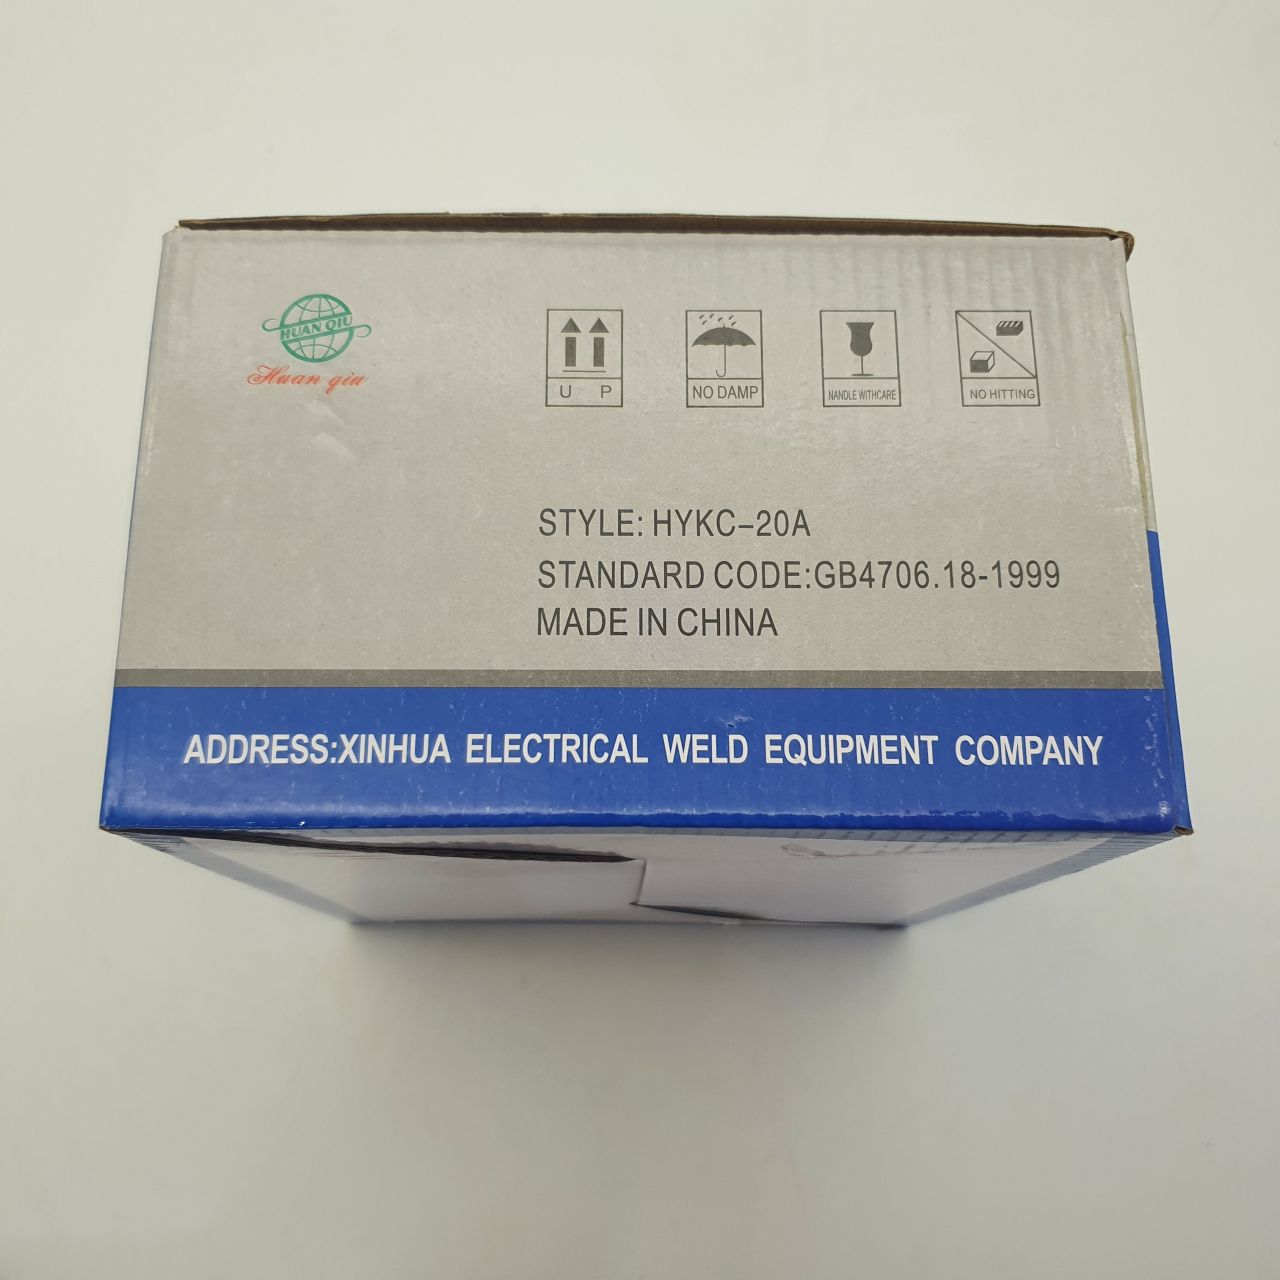 HUAN QIU
Huan qiu
U P
NO DAMP
NANDLE WITHCARE
NO HITTING
STYLE: HYKC-20A
STANDARD CODE:GB4706.18-1999
MADE IN CHINA
ADDRESS:XINHUA ELECTRICAL WELD EQUIPMENT COMPANY